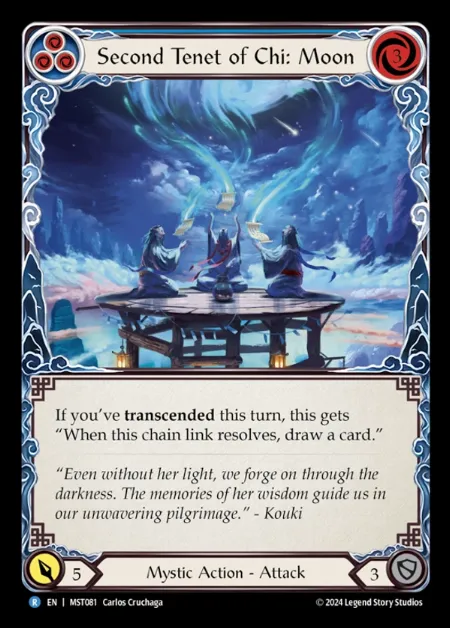 Second Tenet of Chi: Moon
3
If you've transcended this turn, this gets
"When this chain link resolves, draw a card."
"Even without her light, we forge on through the
darkness. The memories of her wisdom guide us in
our unwavering pilgrimage." - Kouki
5
Mystic Action - Attack
3
R EN | MST081 Carlos Cruchaga
© 2024 Legend Story Studios